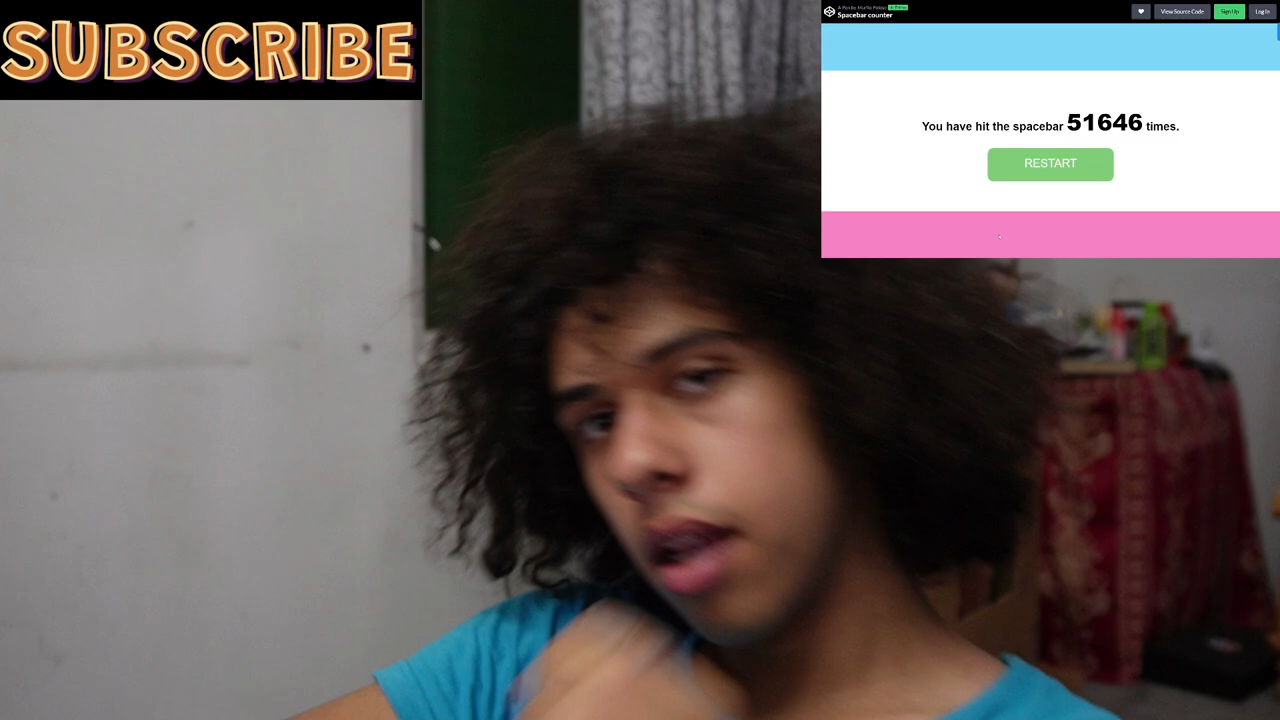 SUBSCRIBE
Spacebar counter
View Source Code
Sign Up
Log In
You have hit the spacebar 51646 times.
RESTART